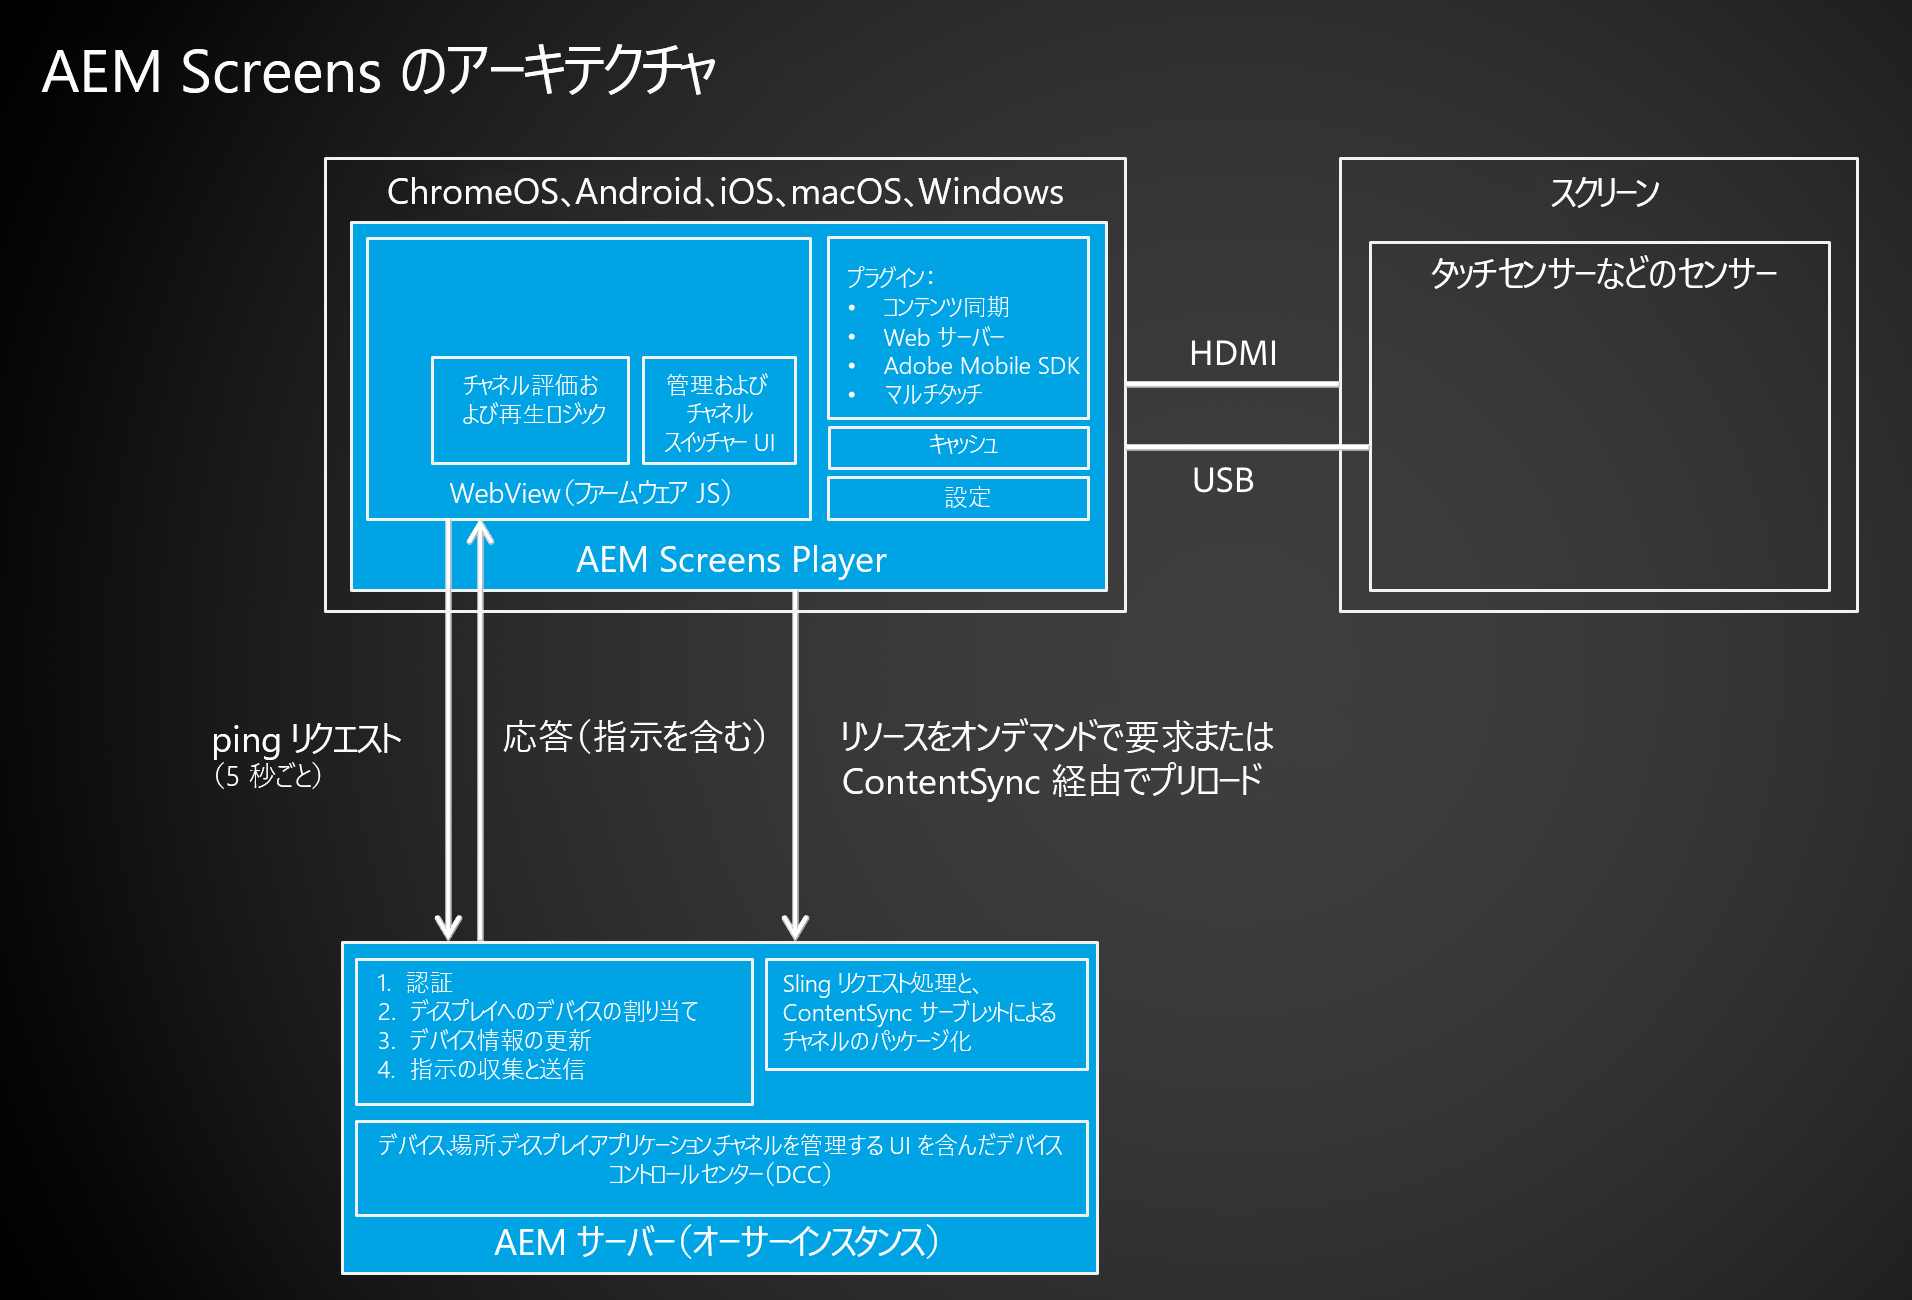 AEM Screens のアーキテクチャ
ChromeOS、Android、iOS、macOS、Windows
チャネル評価お
よび再生ロジック
管理および
チャネル
スイッチャー UI
WebView（ファームウェア JS）
プラグイン：
• コンテンツ同期
• Web サーバー
• Adobe Mobile SDK
• マルチタッチ
キャッシュ
設定
AEM Screens Player
HDMI
USB
スクリーン
タッチセンサーなどのセンサー
ping リクエスト
（5 秒ごと）
応答（指示を含む）
リソースをオンデマンドで要求または
ContentSync 経由でプリロード
1. 認証
2. ディスプレイへのデバイスの割り当て
3. デバイス情報の更新
4. 指示の収集と送信
Sling リクエスト処理と、
ContentSync サーブレットによる
チャネルのパッケージ化
デバイス、場所、ディスプレイ、アプリケーション、チャネルを管理する UI を含んだデバイス
コントロールセンター（DCC）
AEM サーバー（オーサーインスタンス）